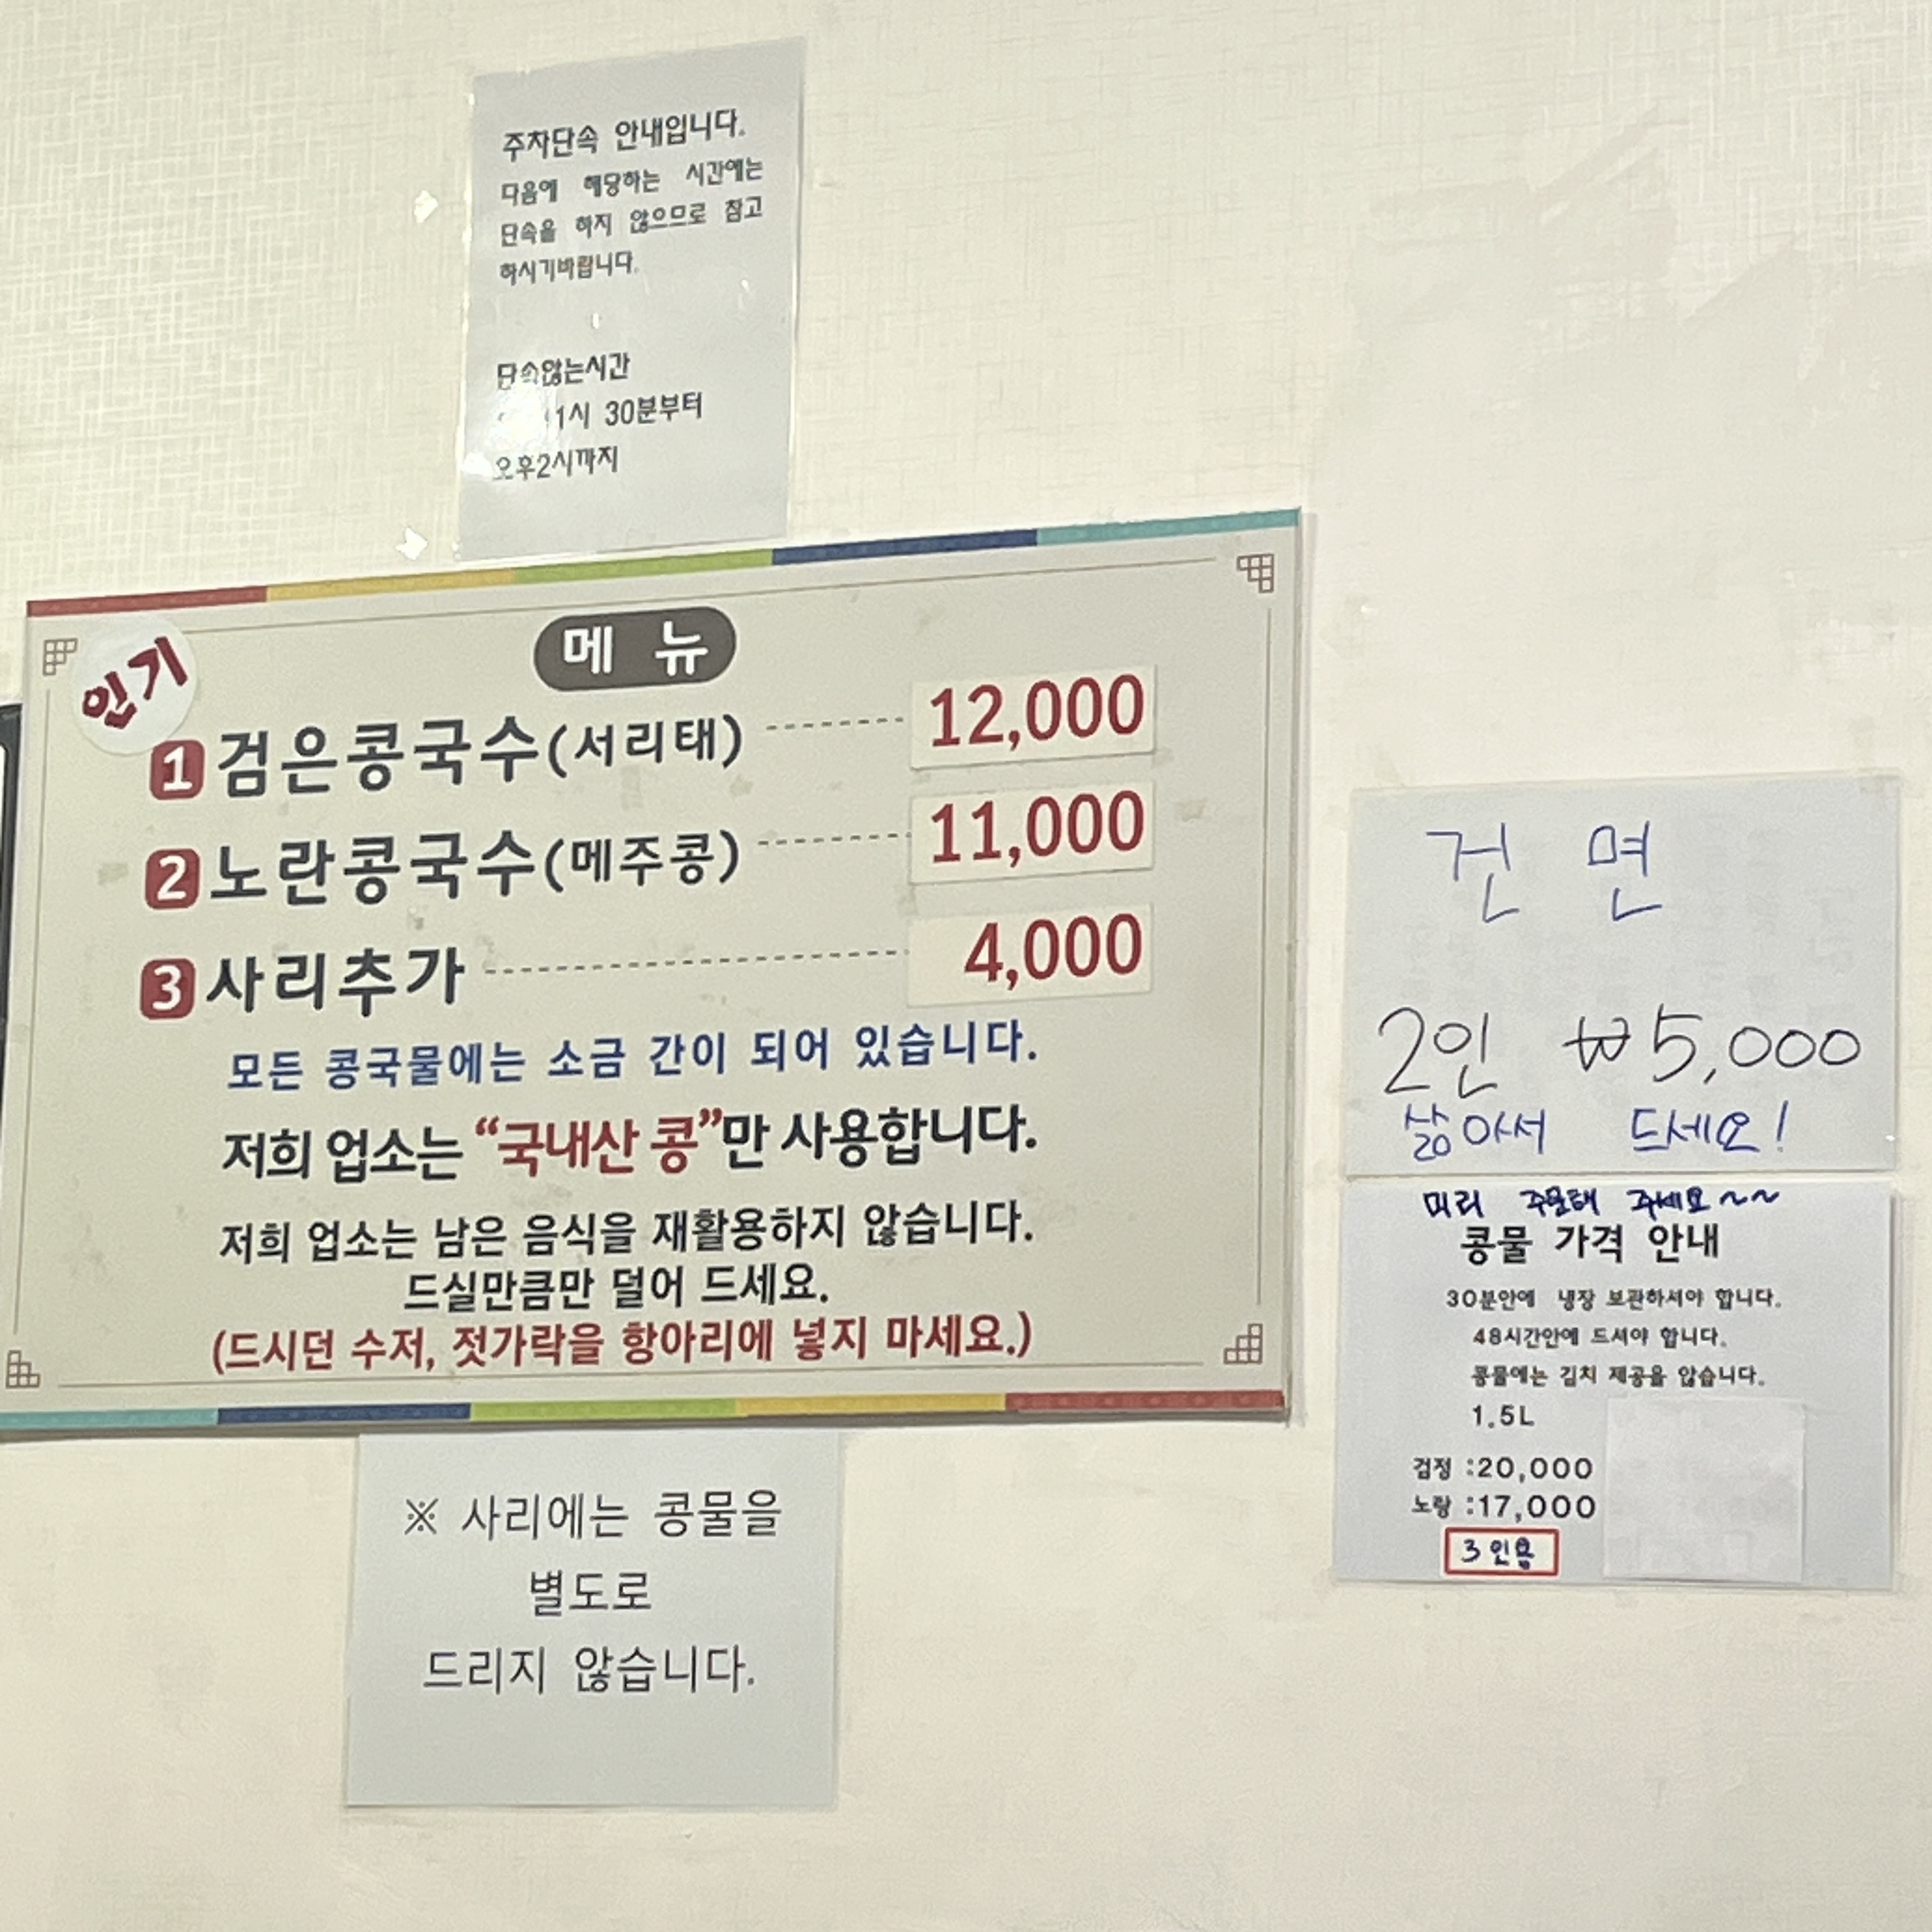 주차단속 안내입니다.
다음에 해당하는 시간에는
단속을 하지 않으므로 참고
하시기바랍니다.
단속않는시간
1시 30분부터
오후2시까지
메 뉴
인기
1 검은콩국수(서리태) 12,000
2 노란콩국수(메주콩) 11,000
3 사리추가 4,000
모든 콩국물에는 소금 간이 되어 있습니다.
저희 업소는 “국내산 콩”만 사용합니다.
저희 업소는 남은 음식을 재활용하지 않습니다.
드실만큼만 덜어 드세요.
(드시던 수저, 젓가락을 항아리에 넣지 마세요.)
※ 사리에는 콩물을
별도로
드리지 않습니다.
건 면
2인 ₩5,000
삶아서 드세요!
미리 주문해 주세요~~
콩물 가격 안내
30분안에 냉장 보관하셔야 합니다.
48시간안에 드셔야 합니다.
콩물에는 김치 제공을 않습니다.
1.5L
검정 :20,000
노랑 :17,000
3인용